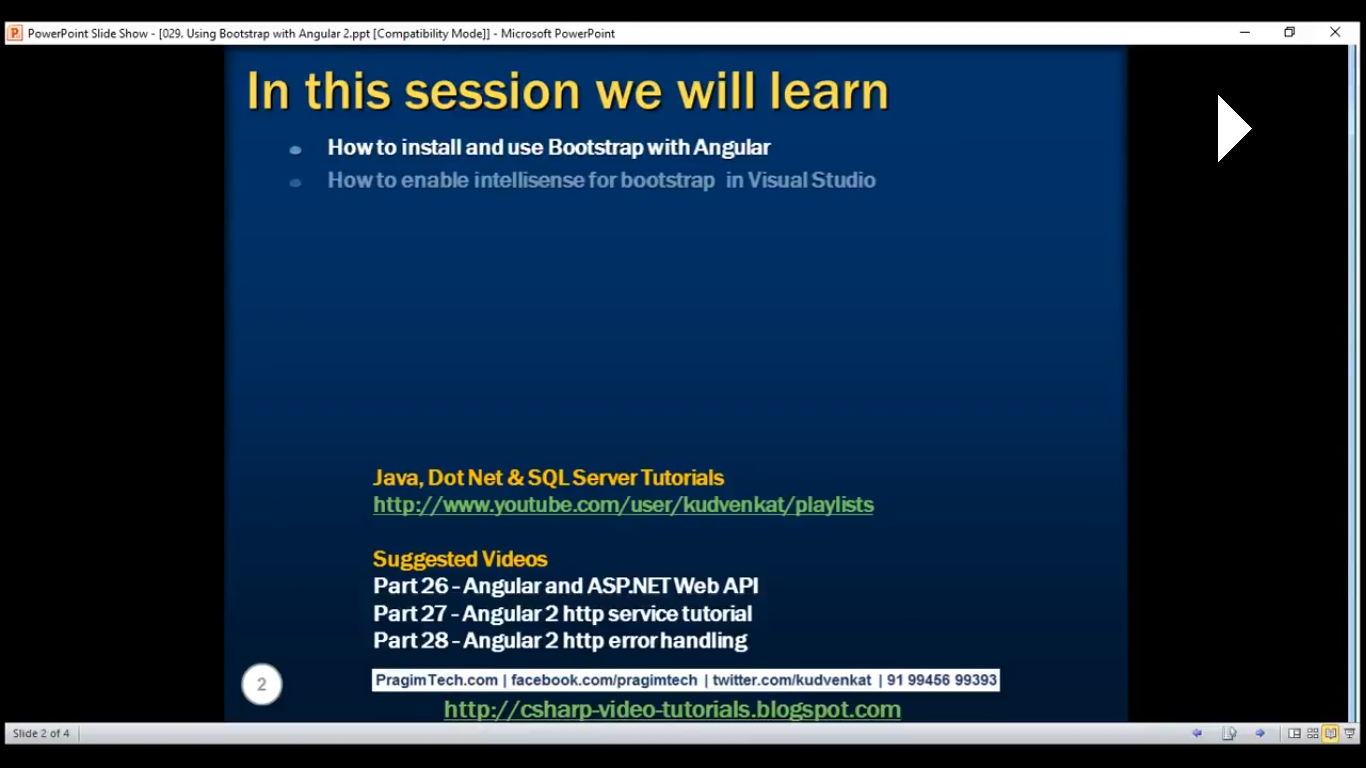 PowerPoint Slide Show - [029. Using Bootstrap with Angular 2.ppt [Compatibility Mode]] - Microsoft PowerPoint
In this session we will learn
How to install and use Bootstrap with Angular
How to enable intellisense for bootstrap in Visual Studio
Java, Dot Net & SQL Server Tutorials
http://www.youtube.com/user/kudvenkat/playlists
Suggested Videos
Part 26 - Angular and ASP.NET Web API
Part 27 - Angular 2 http service tutorial
Part 28 - Angular 2 http error handling
2
PragimTech.com | facebook.com/pragimtech | twitter.com/kudvenkat | 91 99456 99393
http://csharp-video-tutorials.blogspot.com
Slide 2 of 4